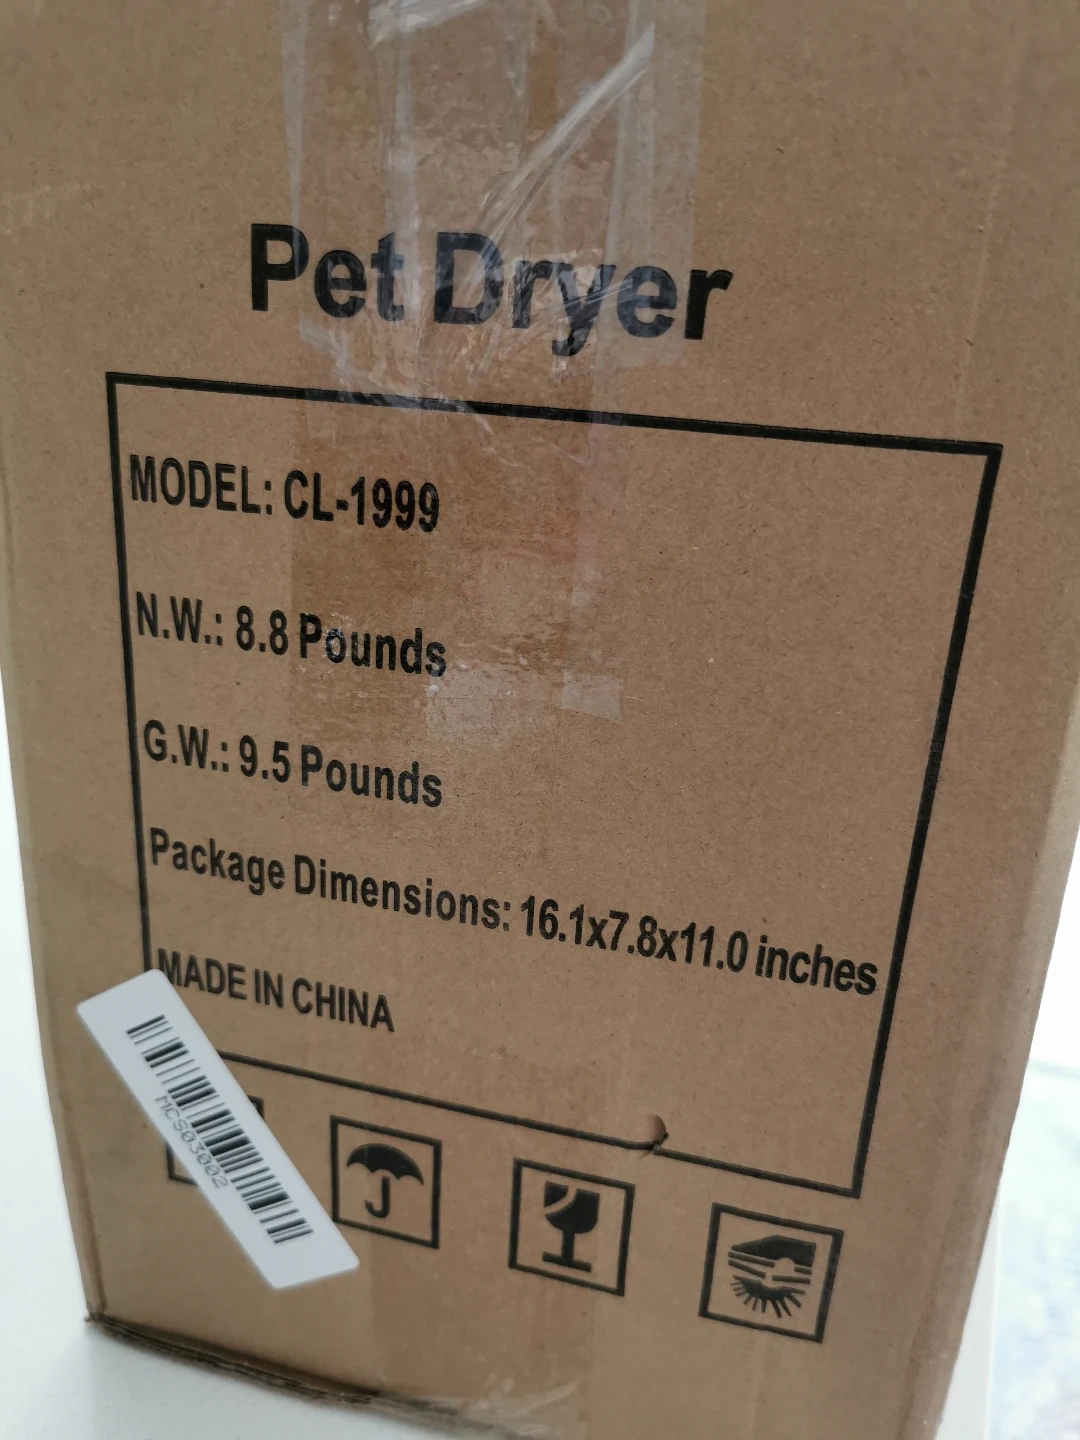 Pet Dryer
MODEL: CL-1999
N.W.: 8.8 Pounds
G.W.: 9.5 Pounds
Package Dimensions: 16.1x7.8x11.0 inches
MADE IN CHINA
MCS03002